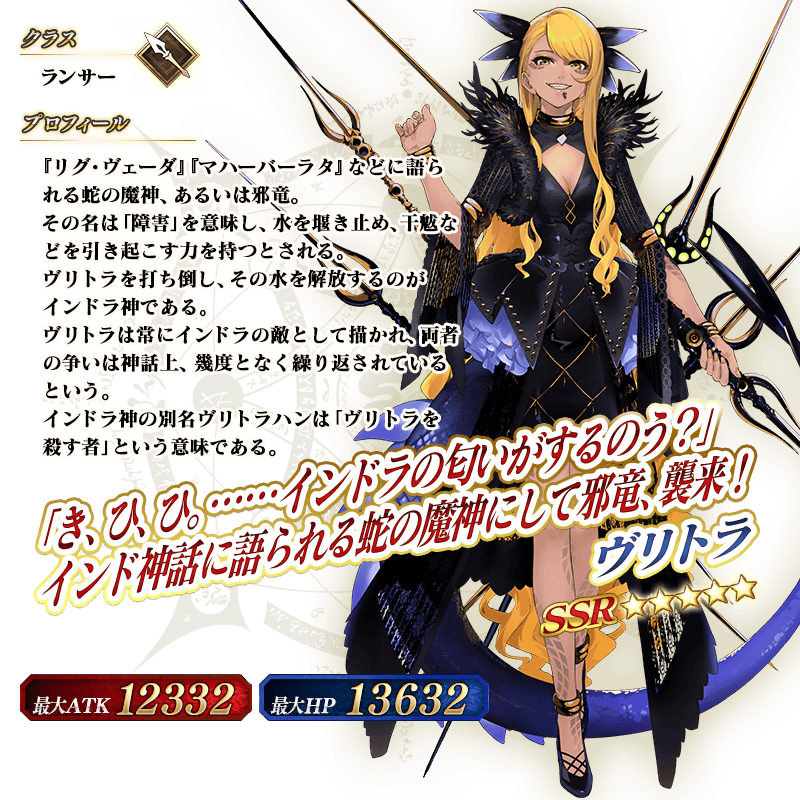 クラス
ランサー
プロフィール
『リグ・ヴェーダ』『マハーバーラタ』などに語ら
れる蛇の魔神、あるいは邪竜。
その名は「障害」を意味し、水を堰き止め、干魃な
どを引き起こす力を持つとされる。
ヴリトラを打ち倒し、その水を解放するのが
インドラ神である。
ヴリトラは常にインドラの敵として描かれ、両者
の争いは神話上、幾度となく繰り返されている
という。
インドラ神の別名ヴリトラハンは「ヴリトラを
殺す者」という意味である。
「き、ひ、ひ。……インドラの匂いがするのう？」
インド神話に語られる蛇の魔神にして邪竜、襲来！
ヴリトラ
SSR★★★★★
最大ATK 12332
最大HP 13632